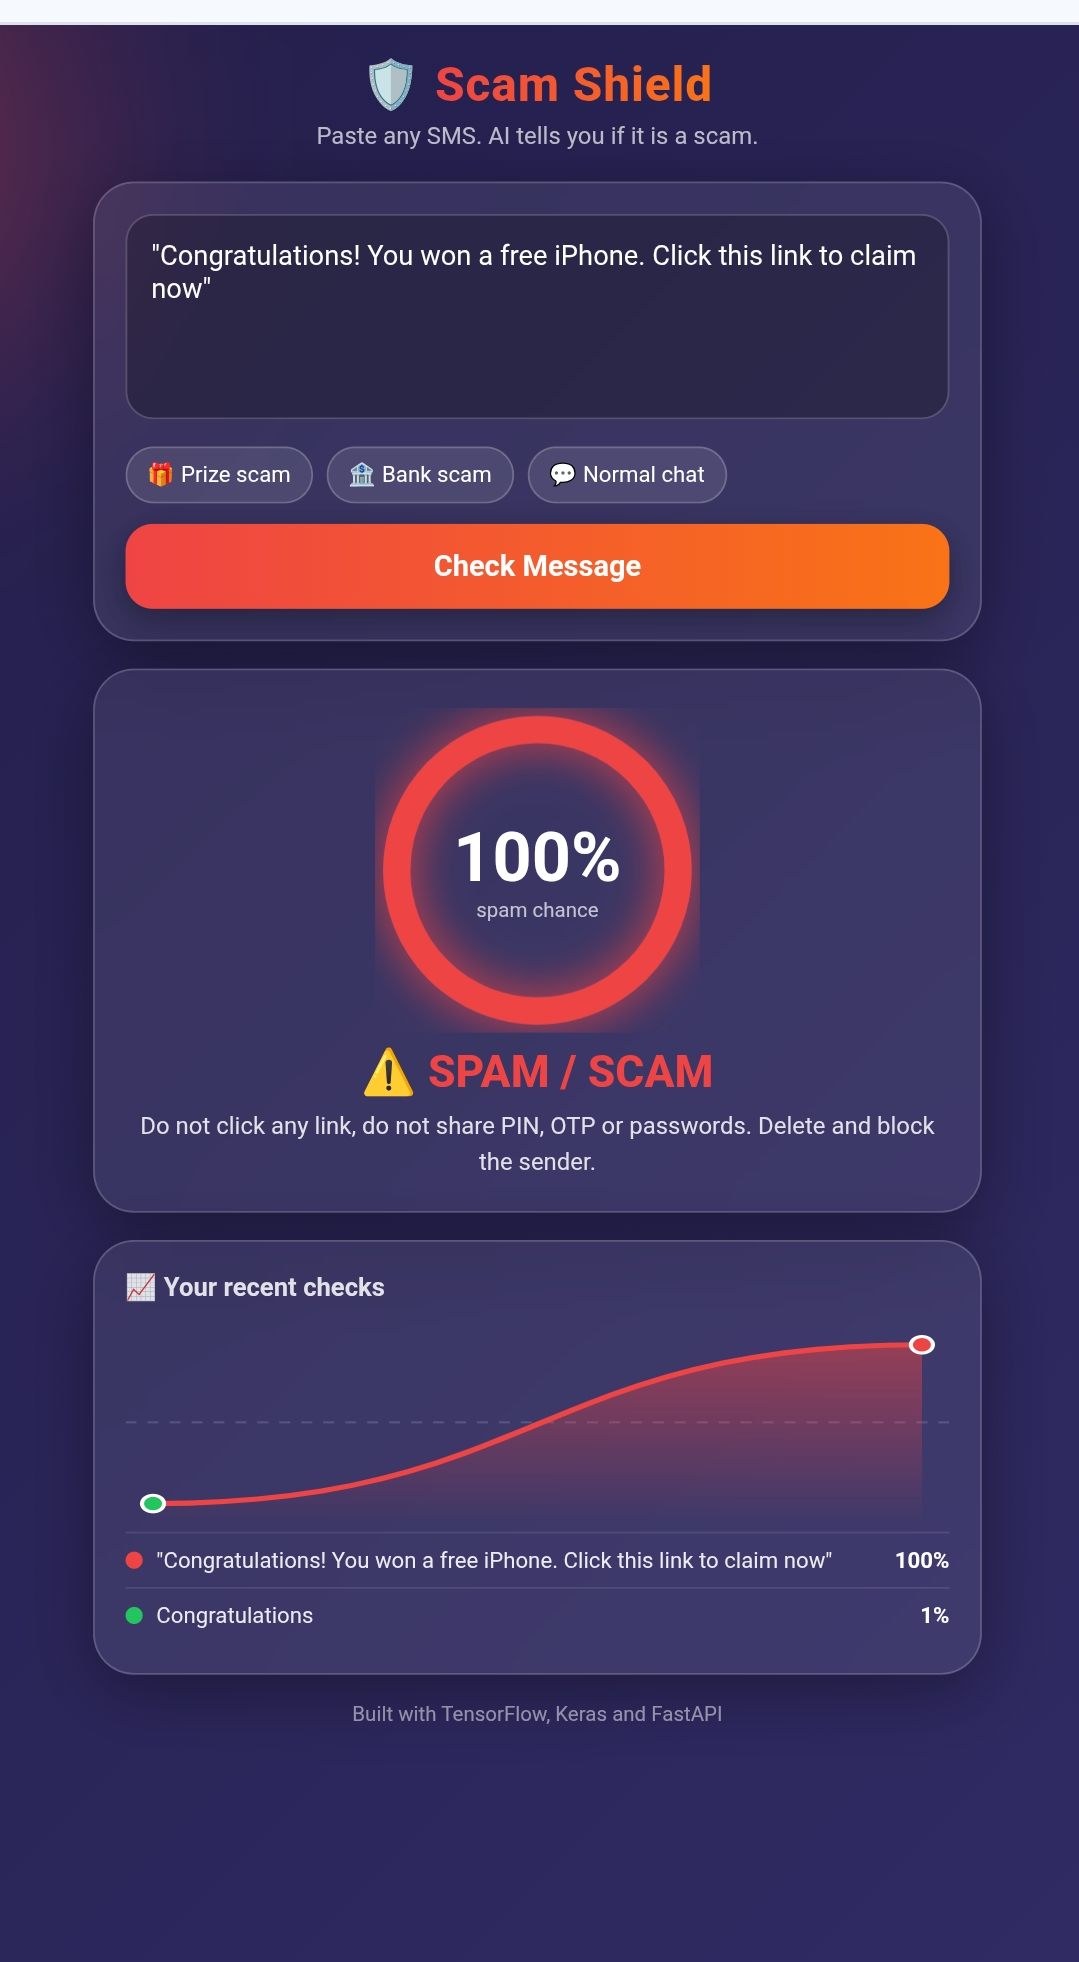 🛡️ Scam Shield
Paste any SMS. AI tells you if it is a scam.
"Congratulations! You won a free iPhone. Click this link to claim
now"
🎁 Prize scam 🏦 Bank scam 💬 Normal chat
Check Message
100%
spam chance
⚠️ SPAM / SCAM
Do not click any link, do not share PIN, OTP or passwords. Delete and block
the sender.
📈 Your recent checks
"Congratulations! You won a free iPhone. Click this link to claim now" 100%
Congratulations 1%
Built with TensorFlow, Keras and FastAPI